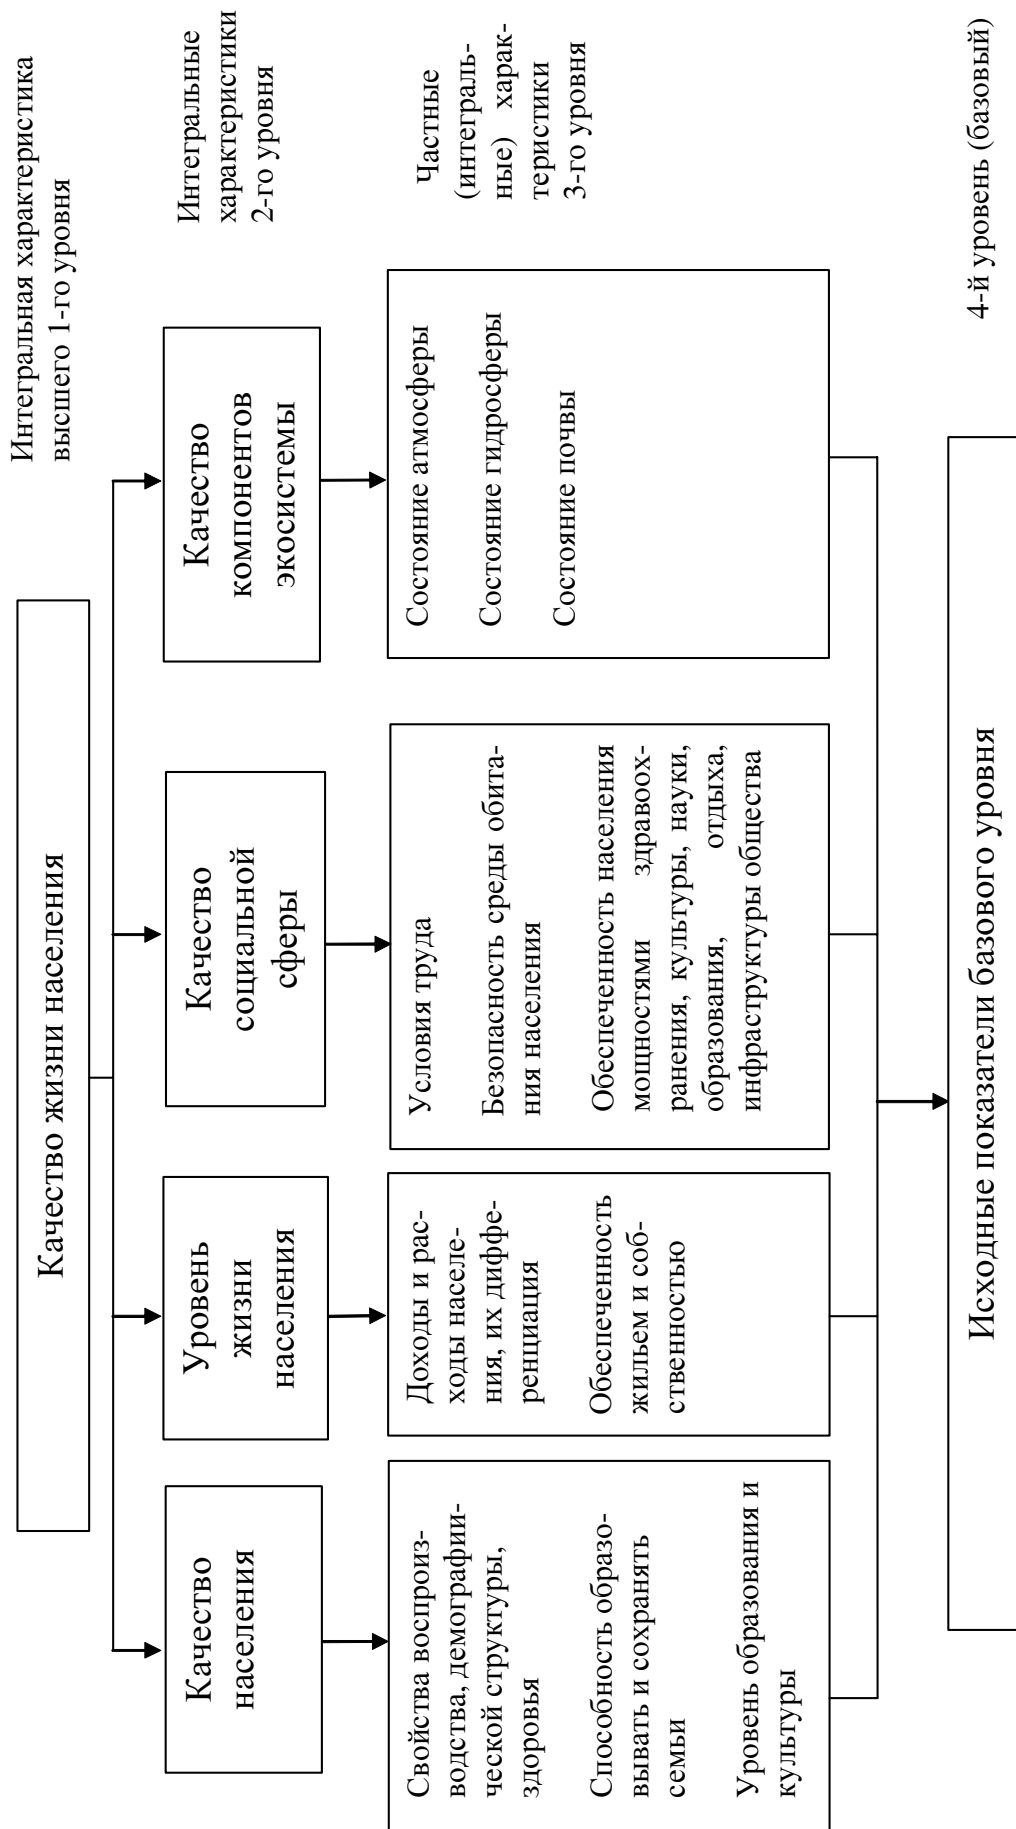 Качество жизни населения
Интегральная характеристика
высшего 1-го уровня
Качество
населения
Уровень
жизни
населения
Качество
социальной
сферы
Качество
компонентов
экосистемы
Интегральные
характеристики
2-го уровня
Свойства воспроиз-
водства, демографии-
ческой структуры,
здоровья
Способность образо-
вывать и сохранять
семьи
Уровень образования и
культуры
Доходы и рас-
ходы населе-
ния, их диффе-
ренциация
Обеспеченность
жильем и соб-
ственностью
Условия труда
Безопасность среды обита-
ния населения
Обеспеченность населения
мощностями здравоох-
ранения, культуры, науки,
образования, отдыха,
инфраструктуры общества
Состояние атмосферы
Состояние гидросферы
Состояние почвы
Частные
(интеграль-
ные) харак-
теристики
3-го уровня
Исходные показатели базового уровня
4-й уровень (базовый)